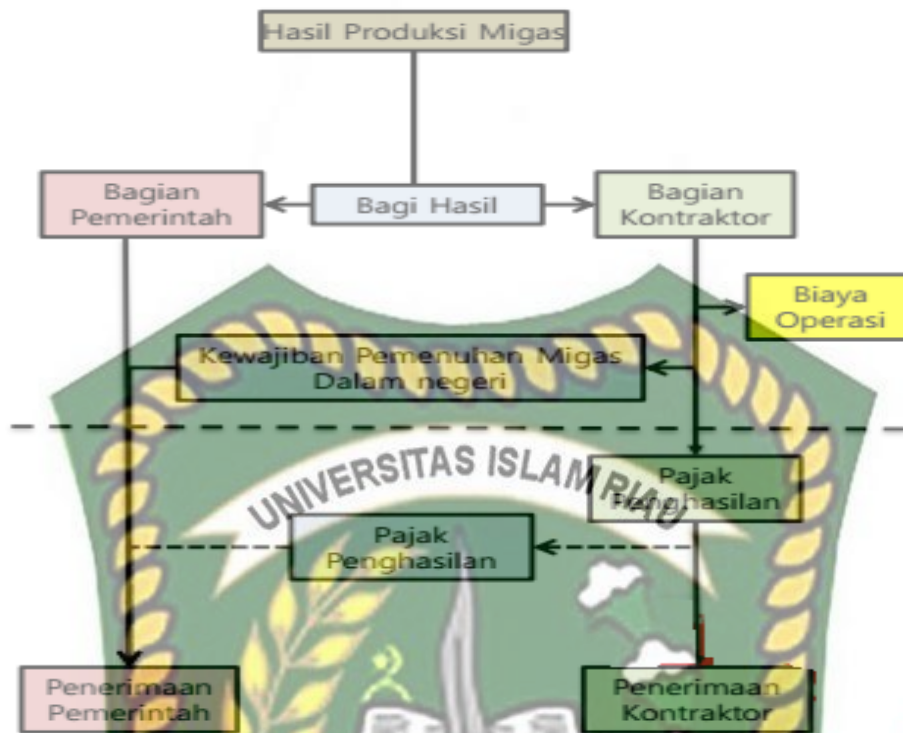 Hasil Produksi Migas
Bagian
Pemerintah
Bagi Hasil
Bagian
Kontraktor
Biaya
Operasi
Kewajiban Pemenuhan Migas
Dalam negeri
UNIVERSITAS ISLAM RIAU
Pajak
Penghasilan
Pajak
Penghasilan
Penerimaan
Pemerintah
Penerimaan
Kontraktor